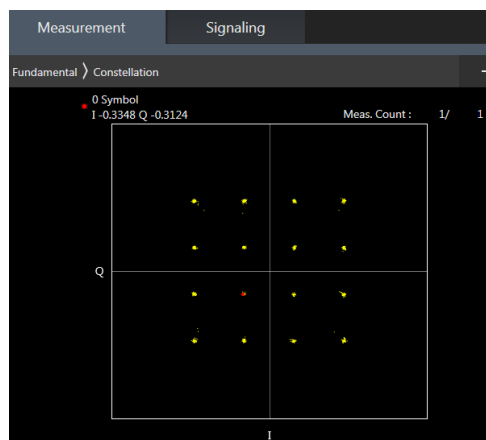 Measurement Signaling
Fundamental 〉 Constellation
0 Symbol
I -0.3348 Q -0.3124 Meas. Count : 1/ 1
Q
I